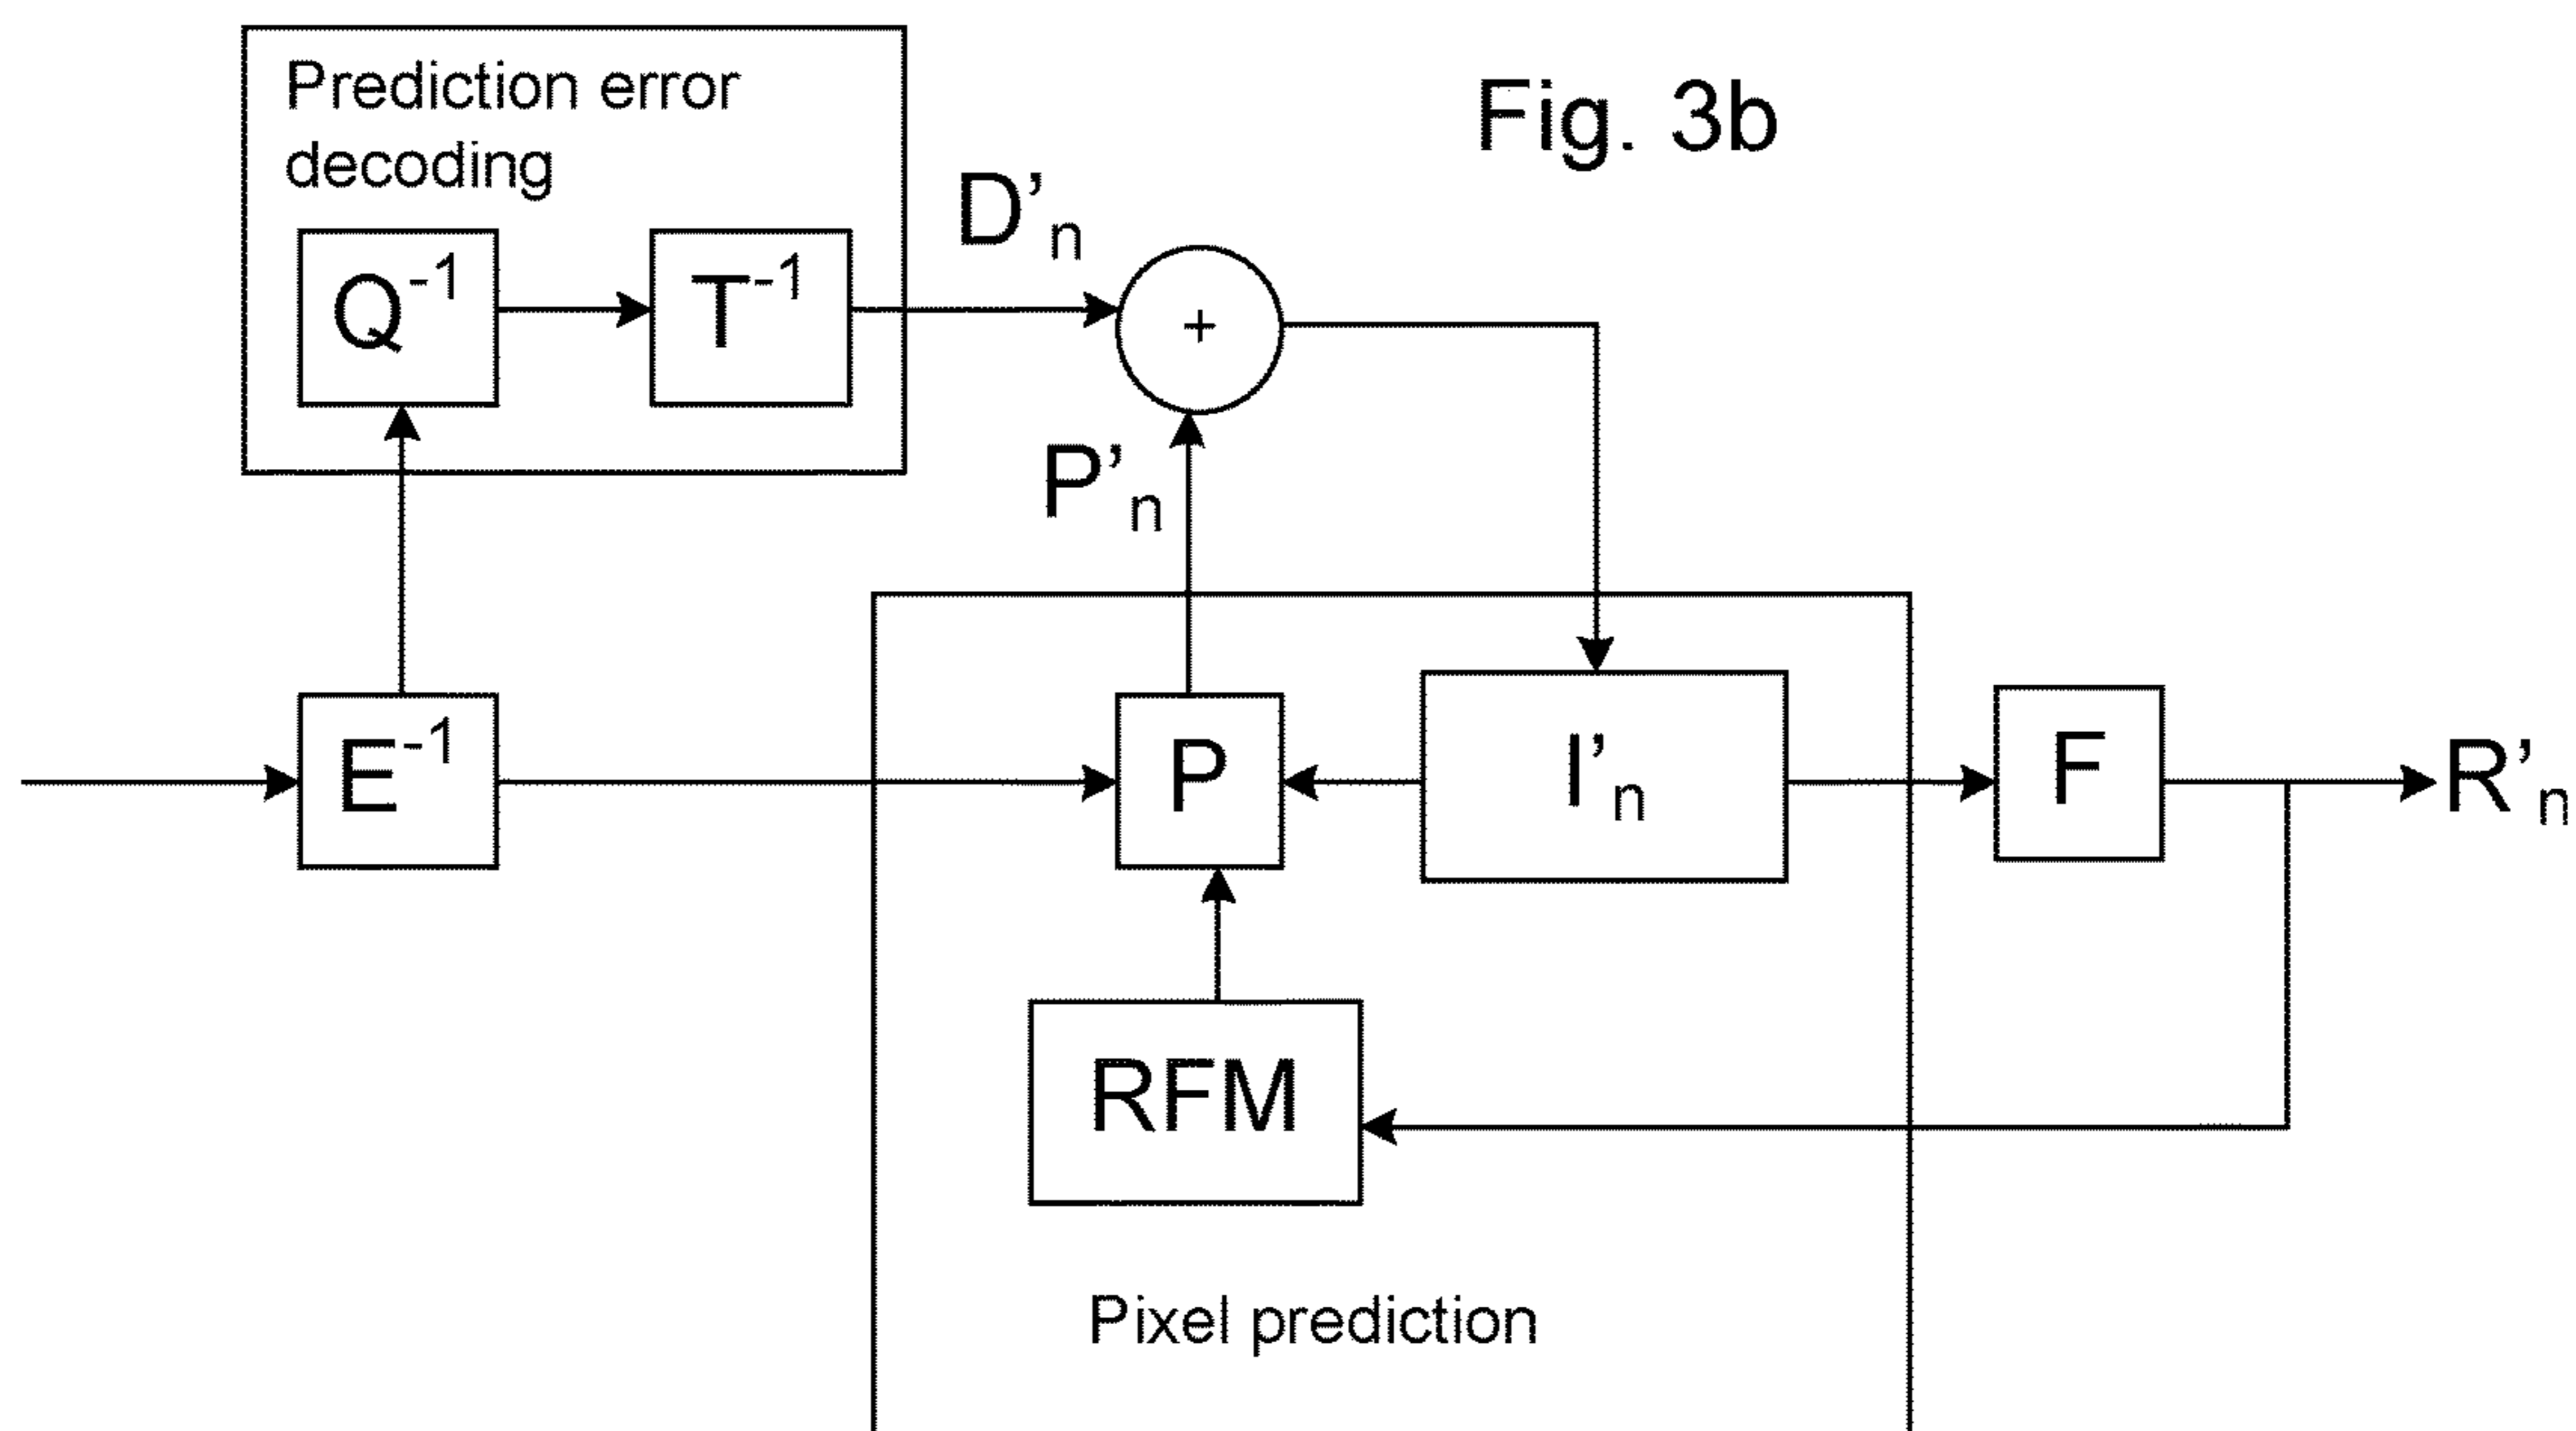 Fig. 3b
Prediction error
decoding
Q-1
T-1
D’n
+
P’n
E-1
P
I’n
F
R’n
RFM
Pixel prediction